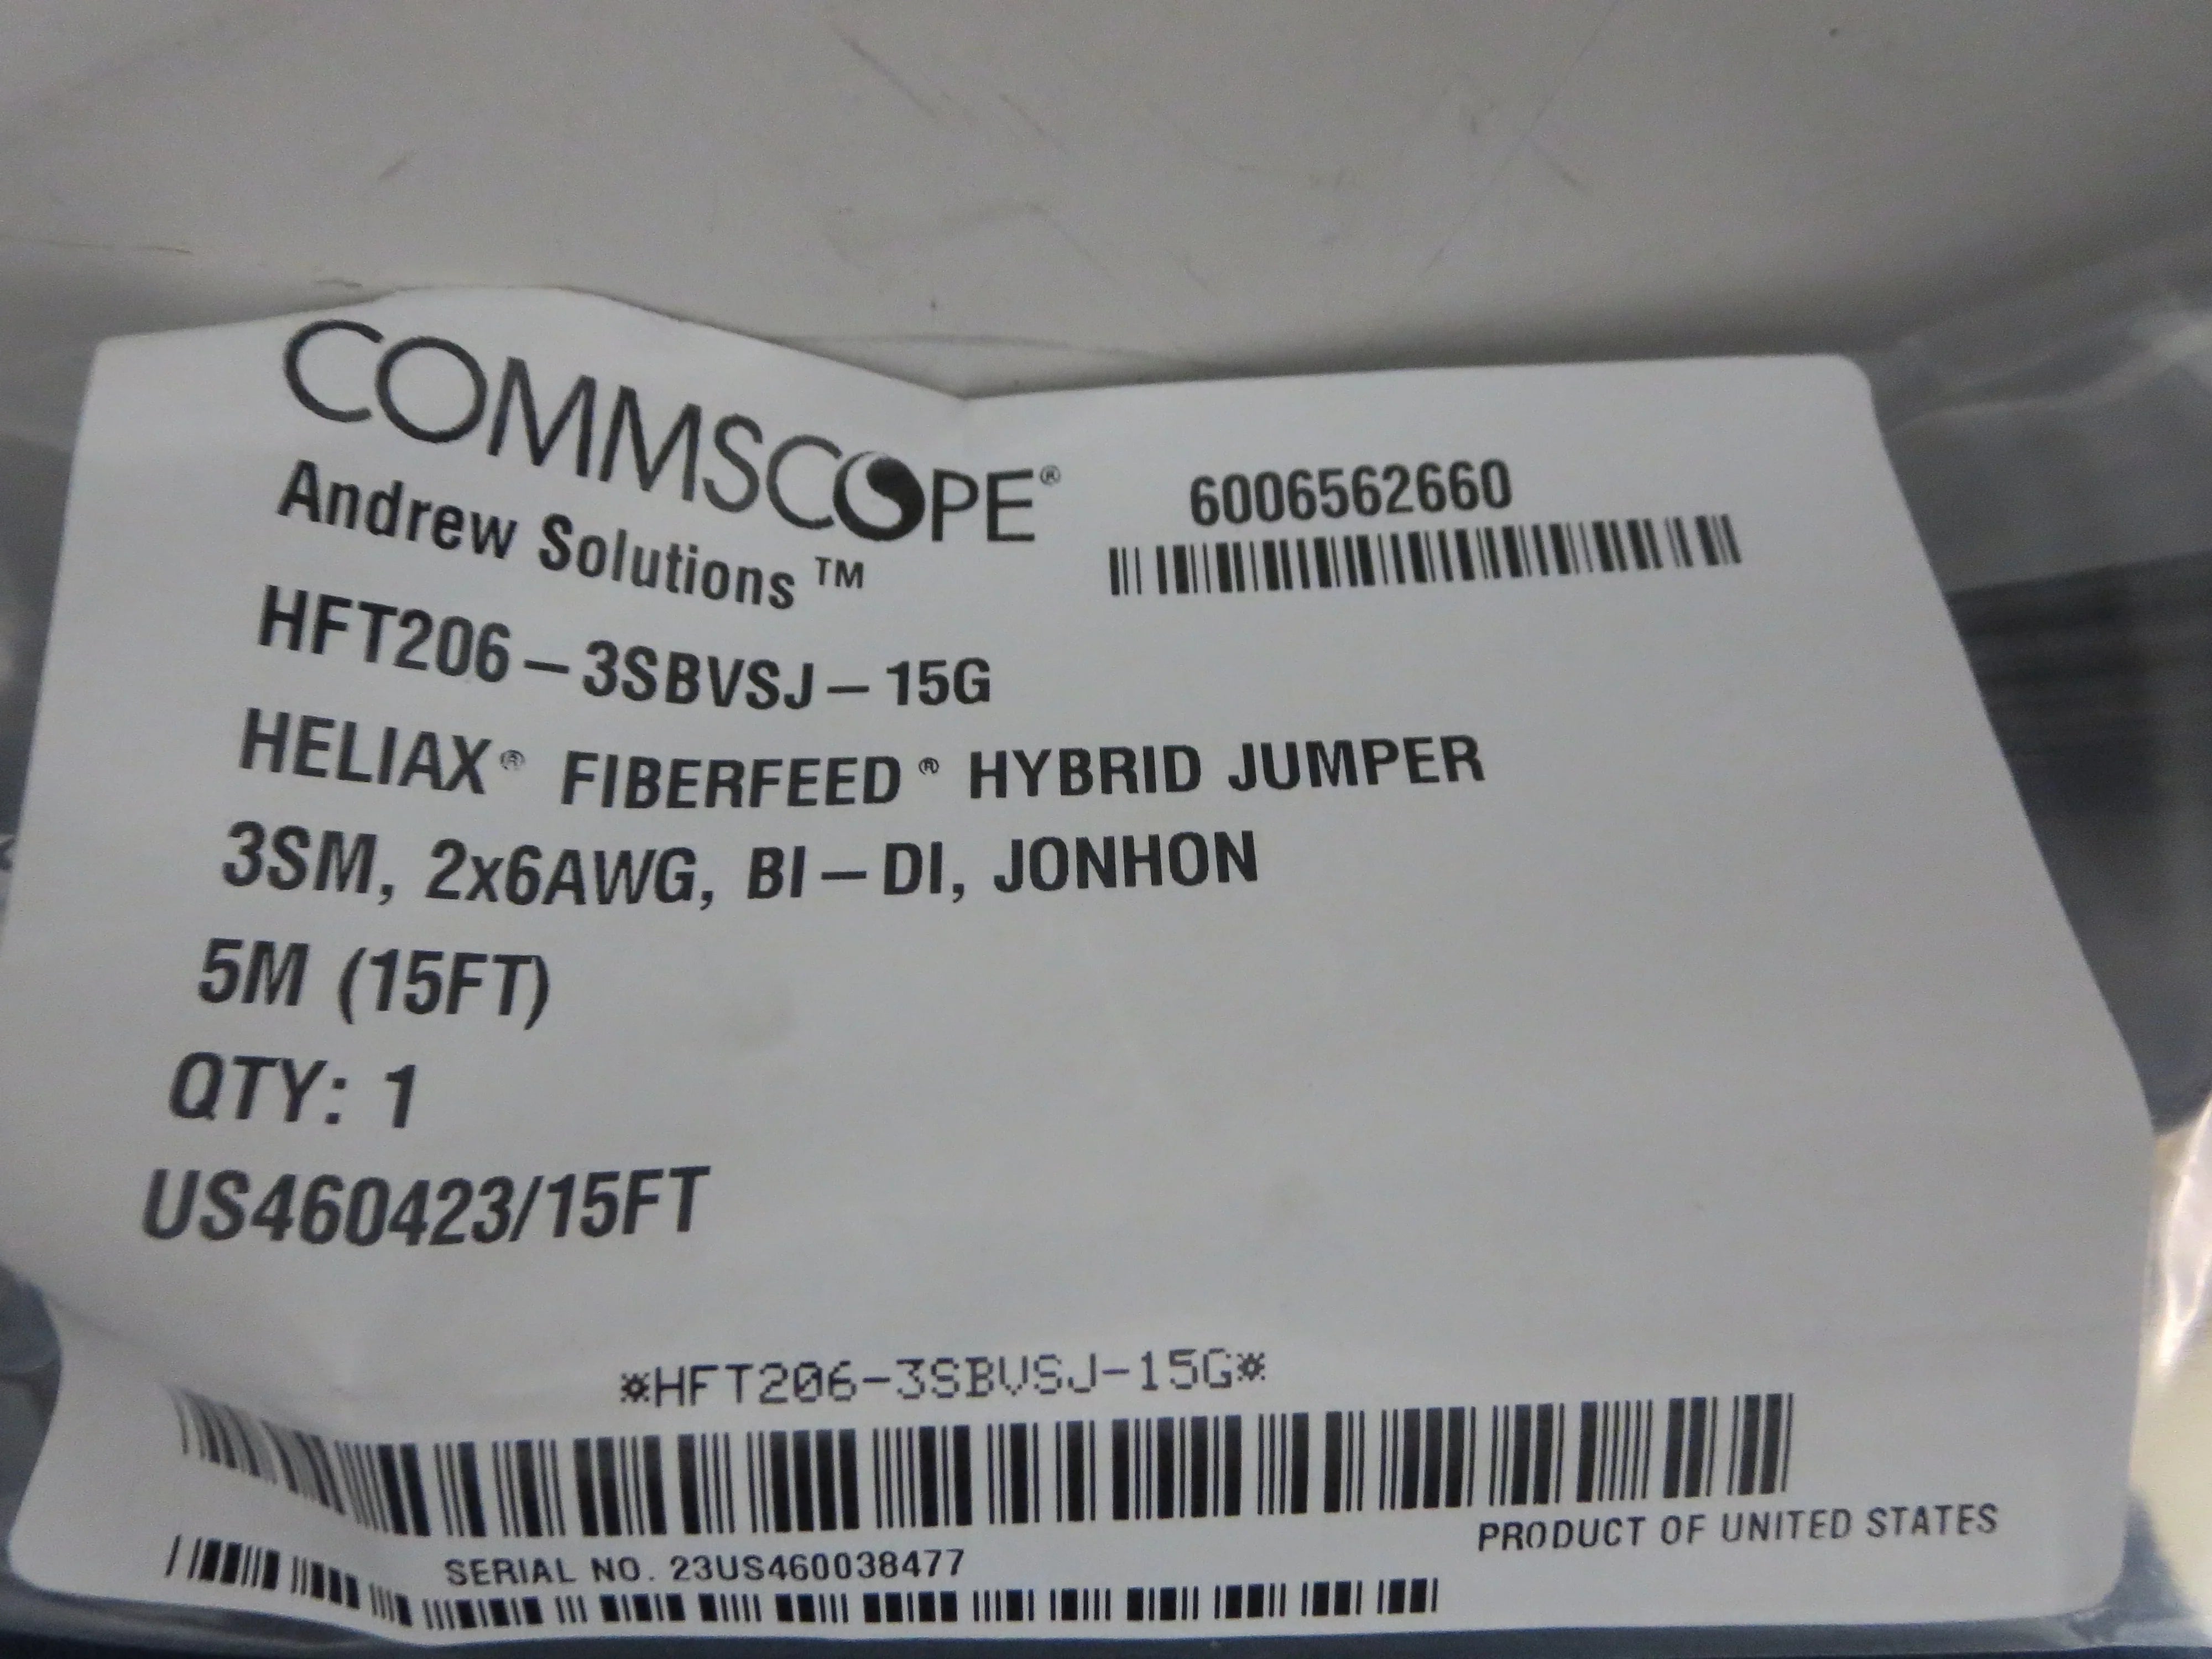 COMMSCOPE®
Andrew Solutions™
6006562660
HFT206-3SBVSJ-15G
HELIAX® FIBERFEED® HYBRID JUMPER
3SM, 2x6AWG, BI-DI, JONHON
5M (15FT)
QTY: 1
US460423/15FT
*HFT206-3SBVSJ-15G*
PRODUCT OF UNITED STATES
SERIAL NO. 23US460038477